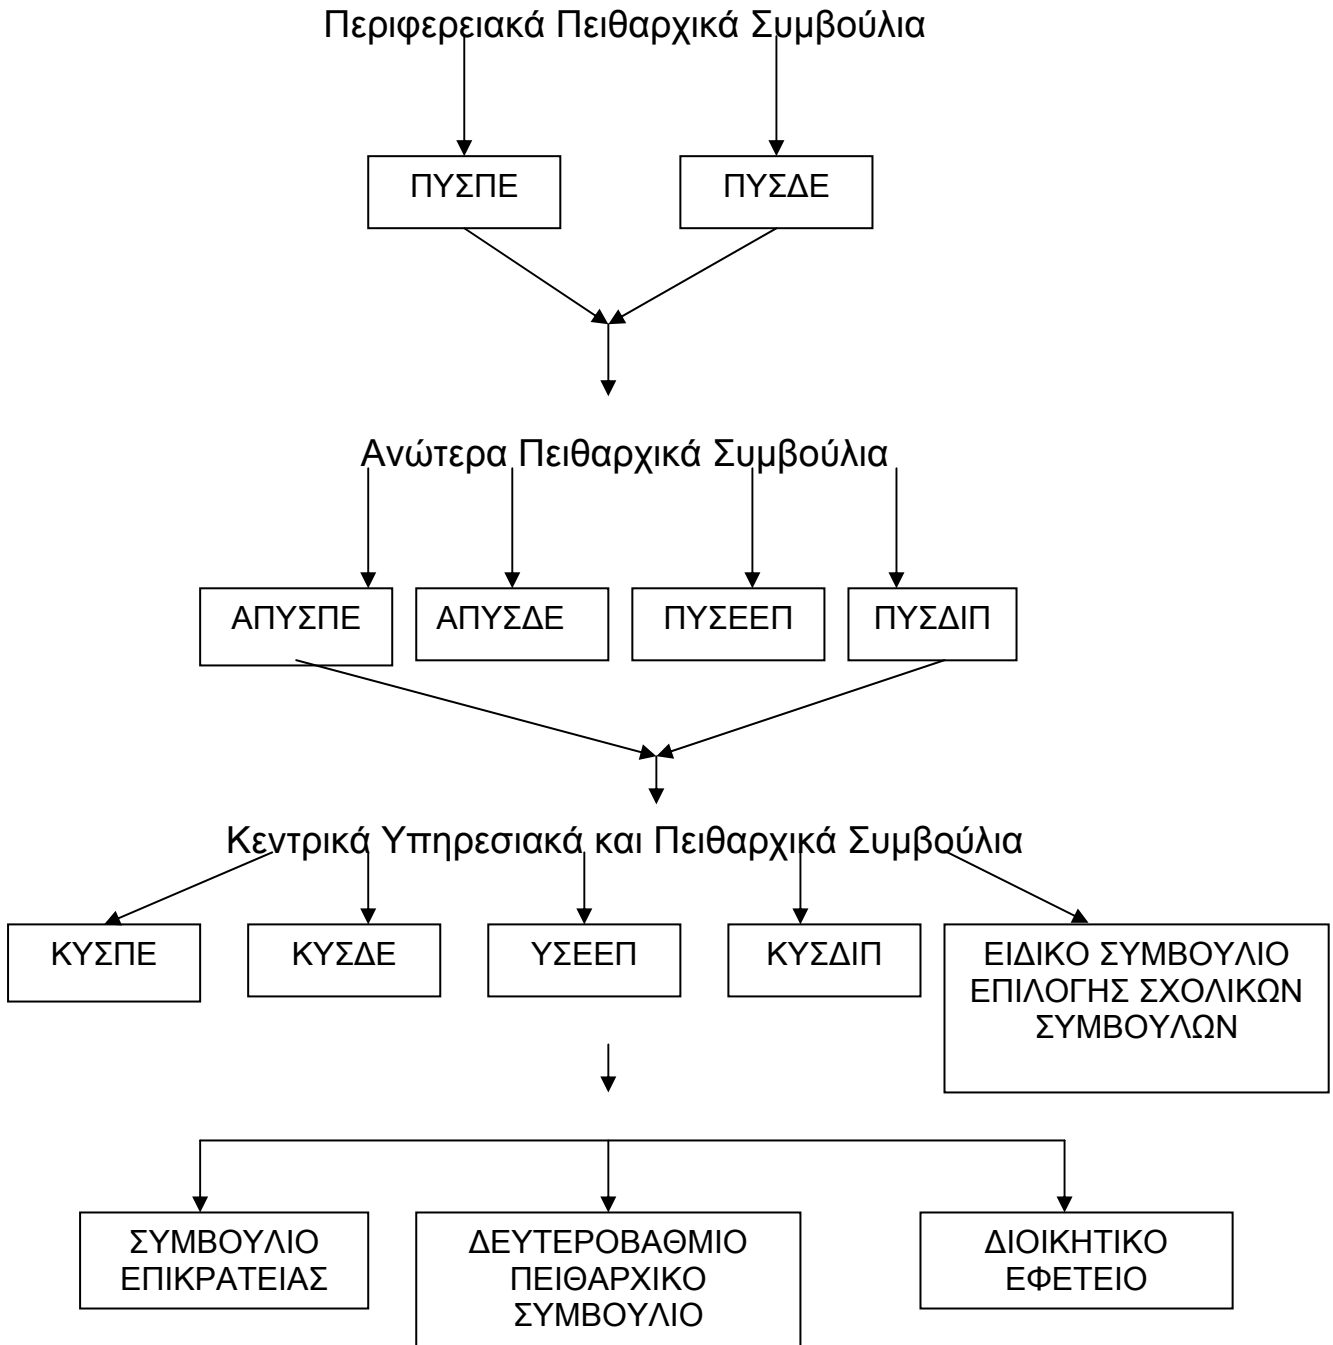 Περιφερειακά Πειθαρχικά Συμβούλια
ΠΥΣΠΕ
ΠΥΣΔΕ
Ανώτερα Πειθαρχικά Συμβούλια
ΑΠΥΣΠΕ
ΑΠΥΣΔΕ
ΠΥΣΕΕΠ
ΠΥΣΔΙΠ
Κεντρικά Υπηρεσιακά και Πειθαρχικά Συμβούλια
ΚΥΣΠΕ
ΚΥΣΔΕ
ΥΣΕΕΠ
ΚΥΣΔΙΠ
ΕΙΔΙΚΟ ΣΥΜΒΟΥΛΙΟ
ΕΠΙΛΟΓΗΣ ΣΧΟΛΙΚΩΝ
ΣΥΜΒΟΥΛΩΝ
ΣΥΜΒΟΥΛΙΟ
ΕΠΙΚΡΑΤΕΙΑΣ
ΔΕΥΤΕΡΟΒΑΘΜΙΟ
ΠΕΙΘΑΡΧΙΚΟ
ΣΥΜΒΟΥΛΙΟ
ΔΙΟΙΚΗΤΙΚΟ
ΕΦΕΤΕΙΟ